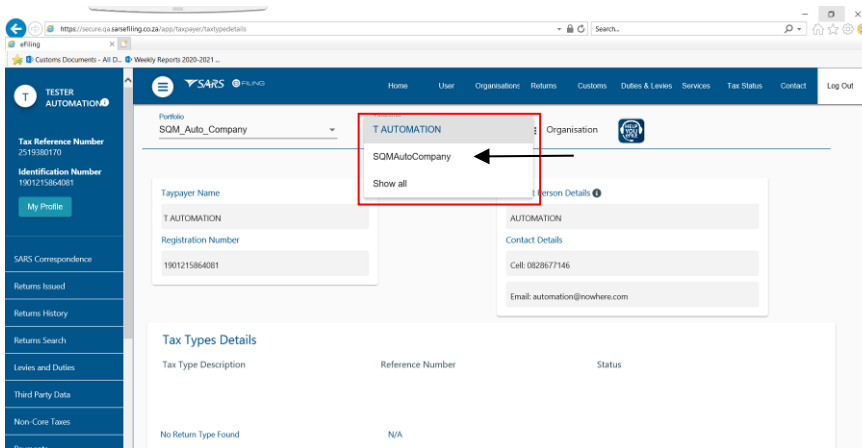 https://secure.qa.sarsefiling.co.za/app/taxpayer/taxtypedetails
Search...
eFiling
Customs Documents - All D...
Weekly Reports 2020-2021 ...
T
TESTER
AUTOMATION
SARS eFILING
Home
User
Organisations
Returns
Customs
Duties & Levies
Services
Tax Status
Contact
Log Out
Portfolio
SQM_Auto_Company
T AUTOMATION
SQMAutoCompany
Show all
Organisation
HELP YOU
Tax Reference Number
2519380170
Identification Number
1901215864081
My Profile
SARS Correspondence
Returns Issued
Returns History
Returns Search
Levies and Duties
Third Party Data
Non-Core Taxes
Payments
Taypayer Name
T AUTOMATION
Registration Number
1901215864081
Person Details
AUTOMATION
Contact Details
Cell: 0828677146
Email: automation@nowhere.com
Tax Types Details
Tax Type Description
Reference Number
Status
No Return Type Found
N/A